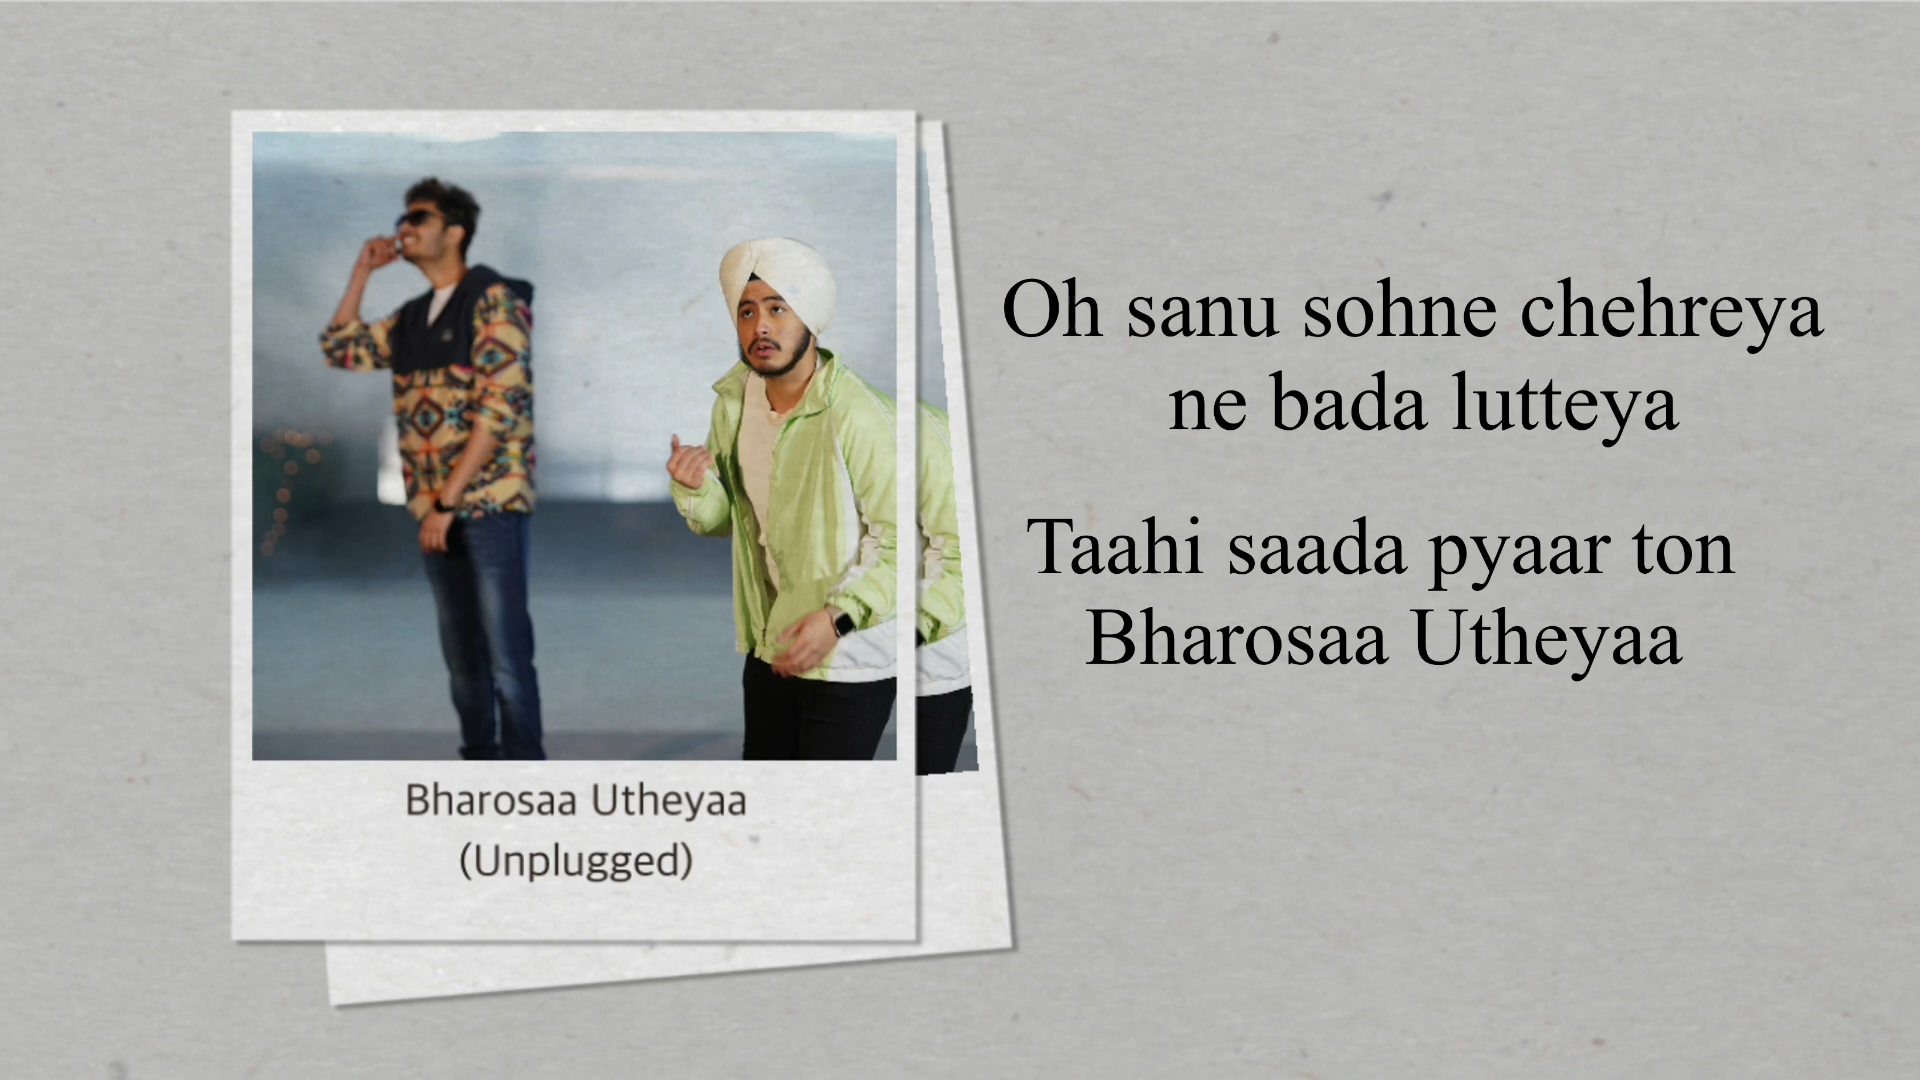 Oh sanu sohne chehreya
ne bada lutteya
Taahi saada pyaar ton
Bharosaa Utheyaa
Bharosaa Utheyaa
(Unplugged)